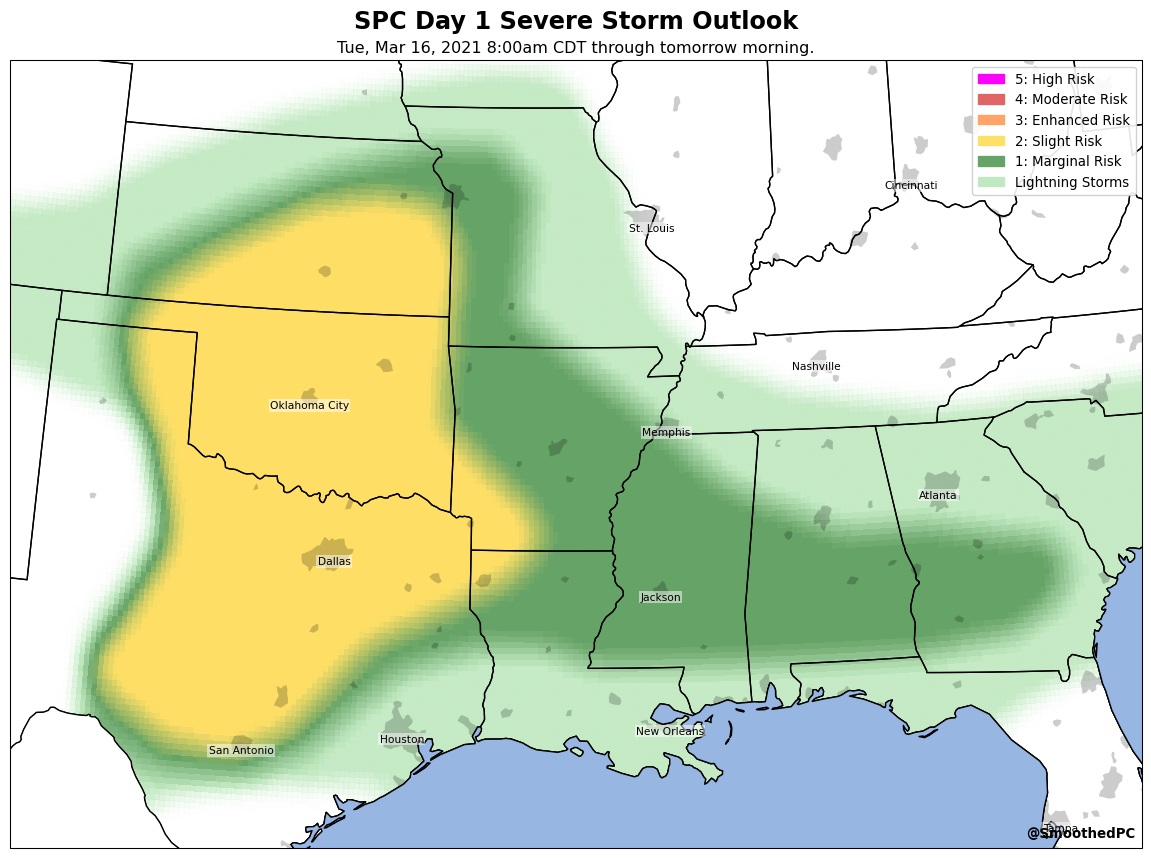 SPC Day 1 Severe Storm Outlook
Tue, Mar 16, 2021 8:00am CDT through tomorrow morning.
5: High Risk
4: Moderate Risk
3: Enhanced Risk
2: Slight Risk
1: Marginal Risk
Lightning Storms
Cincinnati
St. Louis
Nashville
Oklahoma City
Memphis
Atlanta
Dallas
Jackson
New Orleans
Houston
San Antonio
Tampa
@SmoothedPC